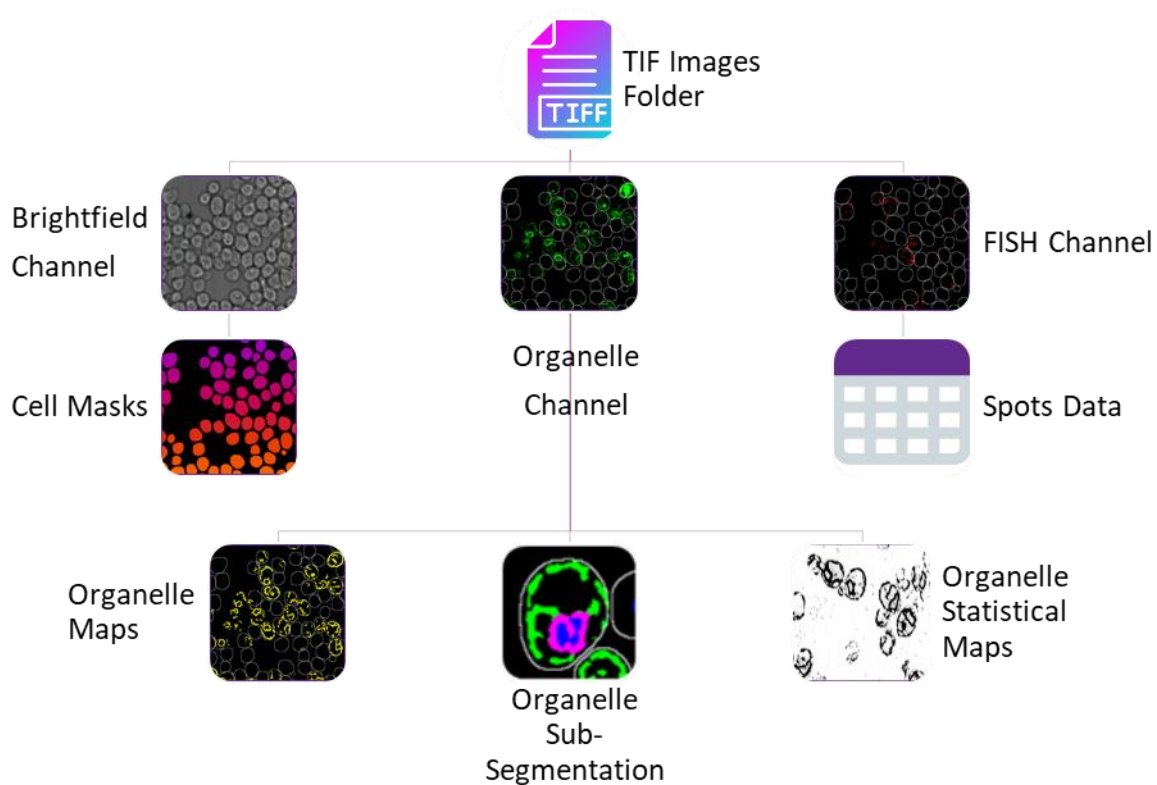 TIFF
TIF Images
Folder
Brightfield
Channel
Organelle
Channel
FISH Channel
Cell Masks
Spots Data
Organelle
Maps
Organelle
Sub-
Segmentation
Organelle
Statistical
Maps